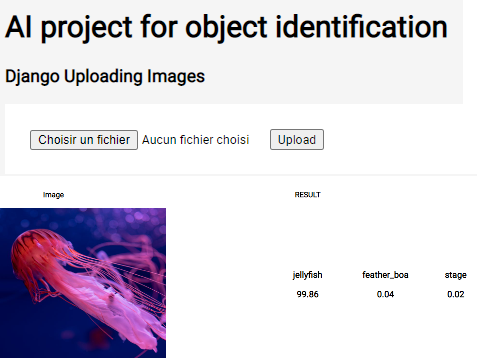 AI project for object identification
Django Uploading Images
Choisir un fichier Aucun fichier choisi Upload
Image RESULT
jellyfish feather_boa stage
99.86 0.04 0.02